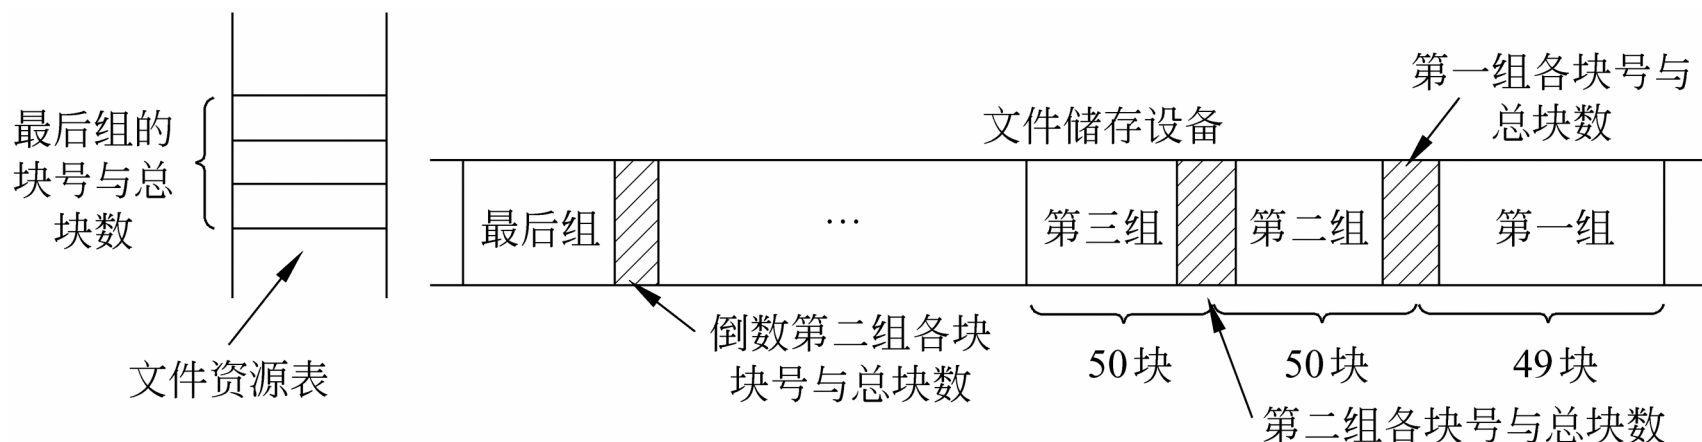 最后组的
块号与总
块数
文件资源表
文件储存设备
第一组各块号与
总块数
最后组
…
第三组
第二组
第一组
倒数第二组各块
块号与总块数
50块
50块
49块
第二组各块号与总块数